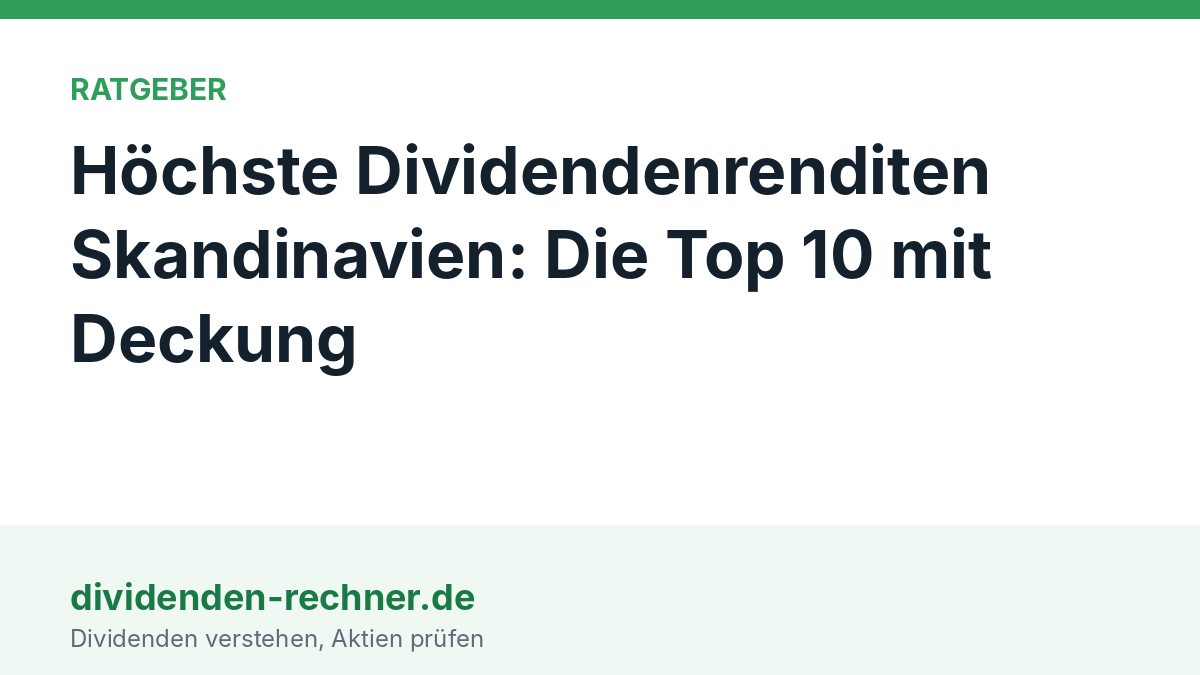 RATGEBER
Höchste Dividendenrenditen
Skandinavien: Die Top 10 mit
Deckung
dividenden-rechner.de
Dividenden verstehen, Aktien prüfen